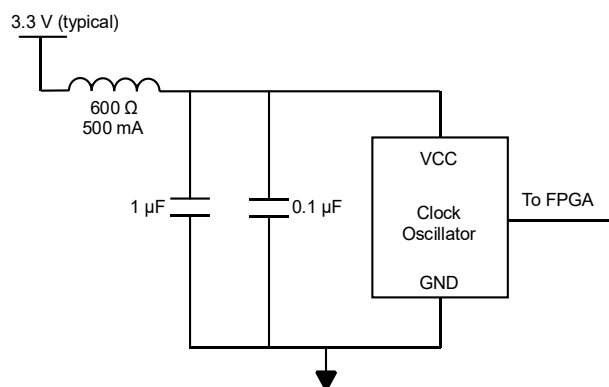 3.3 V (typical)
600 Ω
500 mA
1 µF
0.1 µF
VCC
Clock
Oscillator
GND
To FPGA